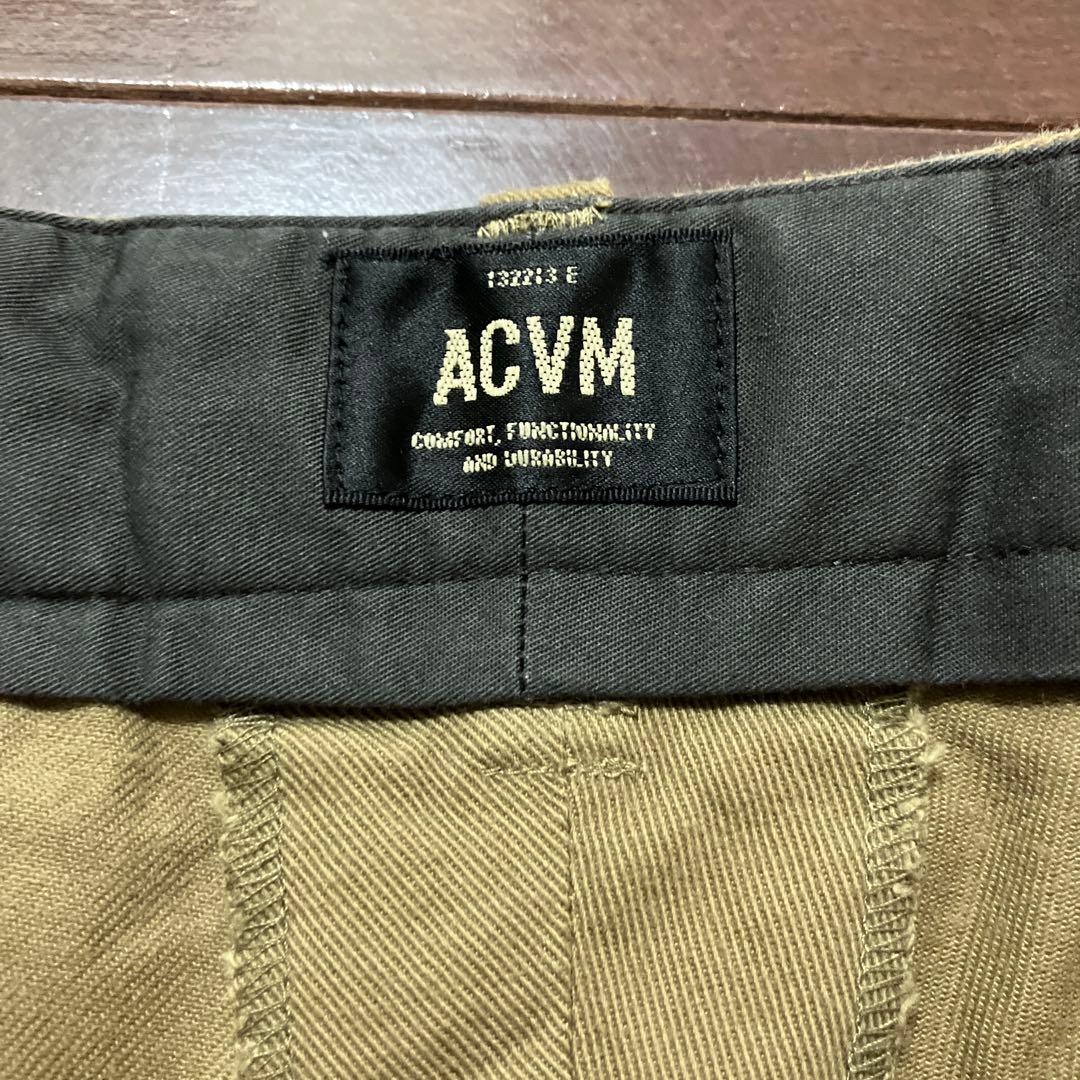 132213 E
ACVM
COMFORT, FUNCTIONALITY
AND DURABILITY